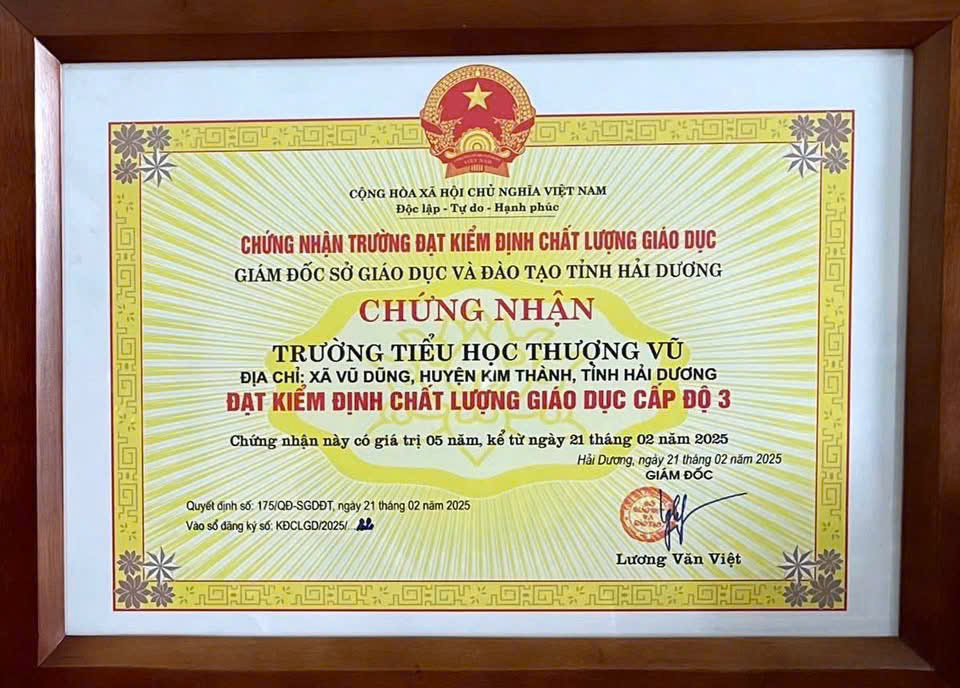 VIỆT NAM
CỘNG HÒA XÃ HỘI CHỦ NGHĨA VIỆT NAM
Độc lập - Tự do - Hạnh phúc
CHỨNG NHẬN TRƯỜNG ĐẠT KIỂM ĐỊNH CHẤT LƯỢNG GIÁO DỤC
GIÁM ĐỐC SỞ GIÁO DỤC VÀ ĐÀO TẠO TỈNH HẢI DƯƠNG
CHỨNG NHẬN
TRƯỜNG TIỂU HỌC THƯỢNG VŨ
ĐỊA CHỈ: XÃ VŨ DŨNG, HUYỆN KIM THÀNH, TỈNH HẢI DƯƠNG
ĐẠT KIỂM ĐỊNH CHẤT LƯỢNG GIÁO DỤC CẤP ĐỘ 3
Chứng nhận này có giá trị 05 năm, kể từ ngày 21 tháng 02 năm 2025
Hải Dương, ngày 21 tháng 02 năm 2025
GIÁM ĐỐC
Quyết định số: 175/QĐ-SGDĐT, ngày 21 tháng 02 năm 2025
Vào sổ đăng ký số: KĐCLGD/2025/...
Lương Văn Việt